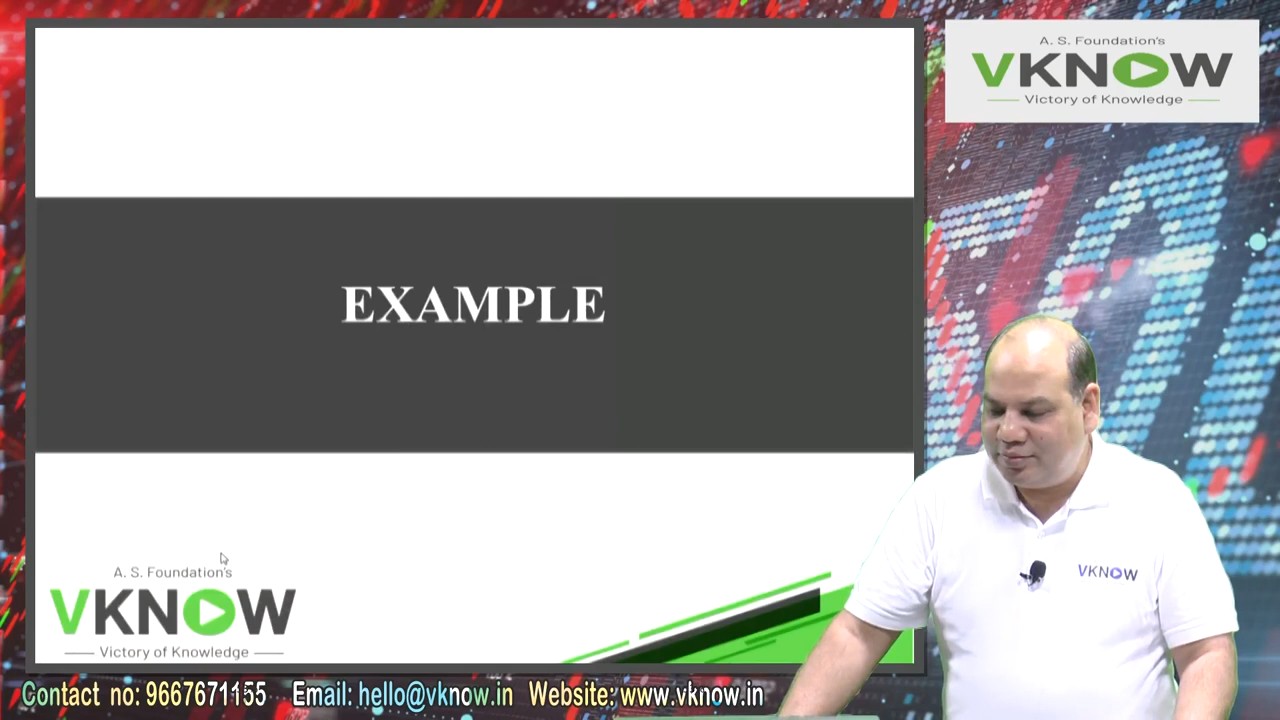 A. S. Foundation's
VKNOW
Victory of Knowledge
EXAMPLE
A. S. Foundation's
VKNOW
Victory of Knowledge
VKNOW
Contact no: 9667671155 Email: hello@vknow.in Website: www.vknow.in